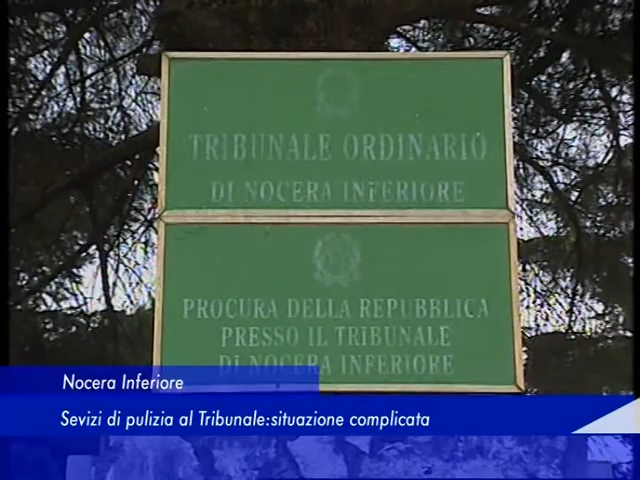 TRIBUNALE ORDINARIO
DI NOCERA INFERIORE
PROCURA DELLA REPUBBLICA
PRESSO IL TRIBUNALE
DI NOCERA INFERIORE
Nocera Inferiore
Sevizi di pulizia al Tribunale:situazione complicata